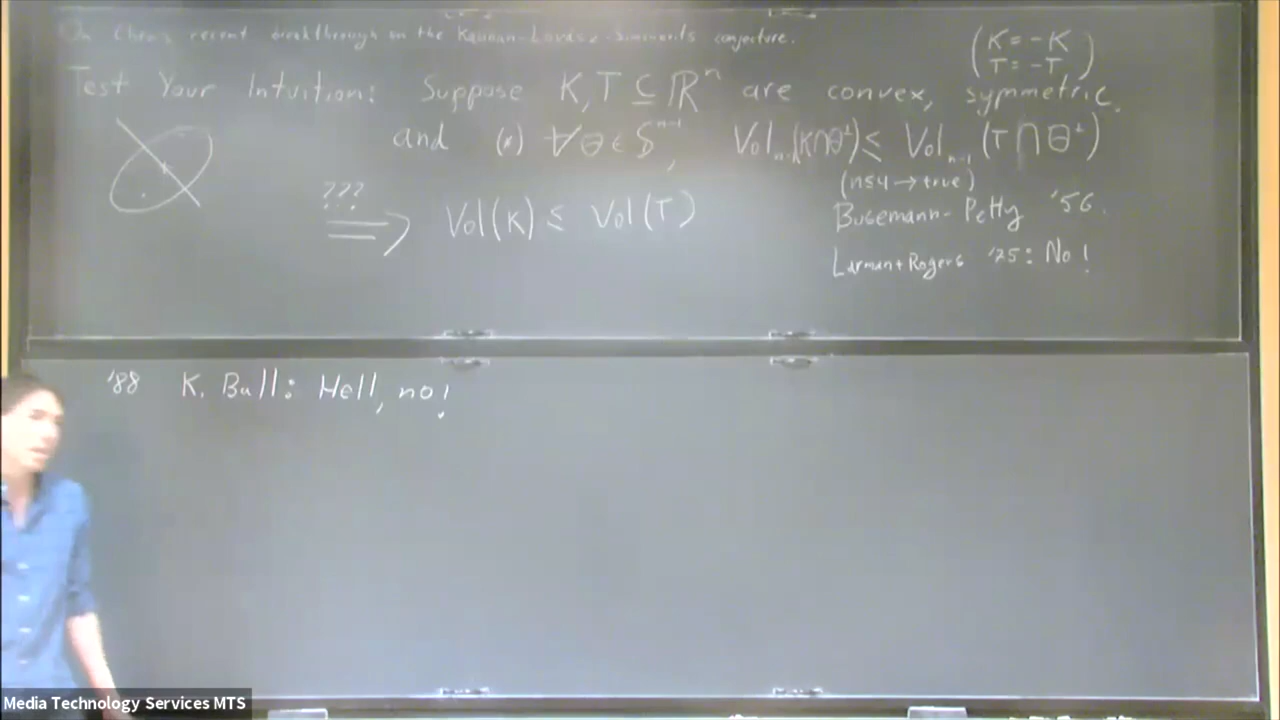 On Chen's recent breakthrough on the Kannan-Lovász-Simonovits conjecture.
(K = -K
T = -T)
Test Your Intuition: Suppose K, T ⊆ ℝⁿ are convex, symmetric.
and (*) ∀θ ∈ Sⁿ⁻¹, Volₙ₋₁(K∩θ^⊥) ≤ Volₙ₋₁(T∩θ^⊥)
(n≤4 → true)
???
⟹ Vol(K) ≤ Vol(T)
Busemann-Petty '56.
Larman+Rogers '75: No!
'88 K. Ball: Hell, no!
Media Technology Services MTS